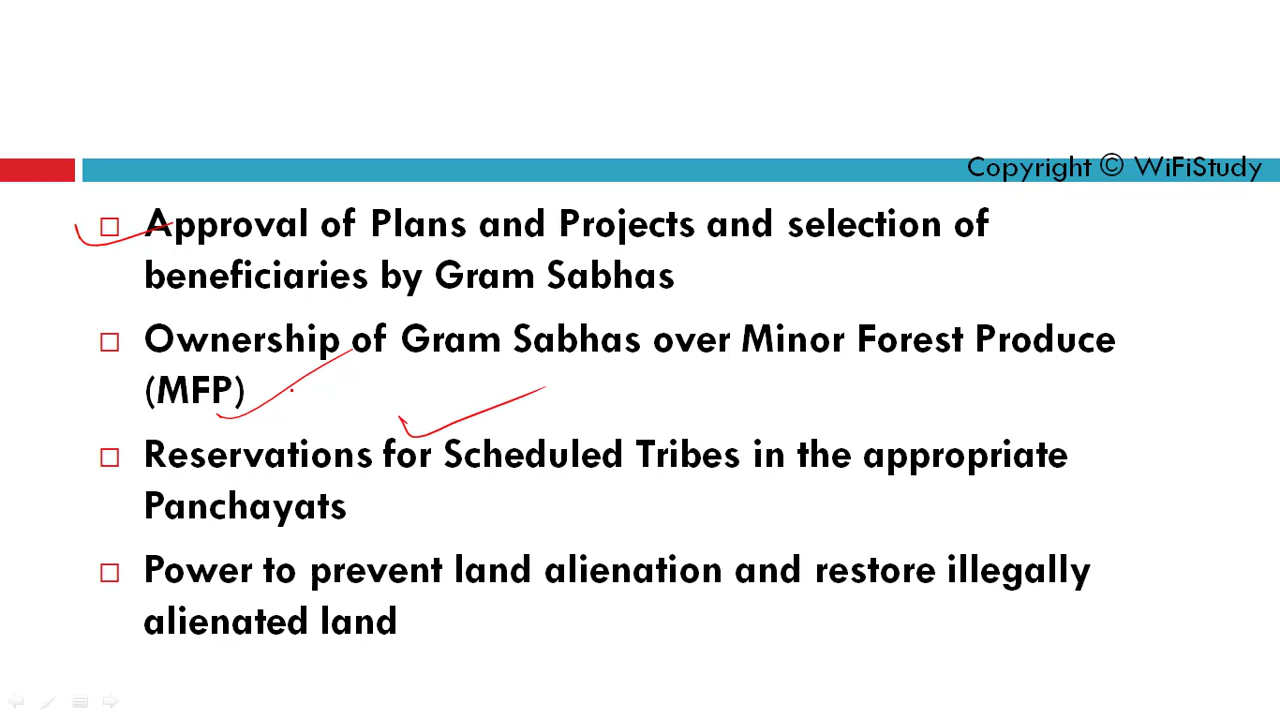 Copyright © WiFiStudy
Approval of Plans and Projects and selection of
beneficiaries by Gram Sabhas
Ownership of Gram Sabhas over Minor Forest Produce
(MFP)
Reservations for Scheduled Tribes in the appropriate
Panchayats
Power to prevent land alienation and restore illegally
alienated land